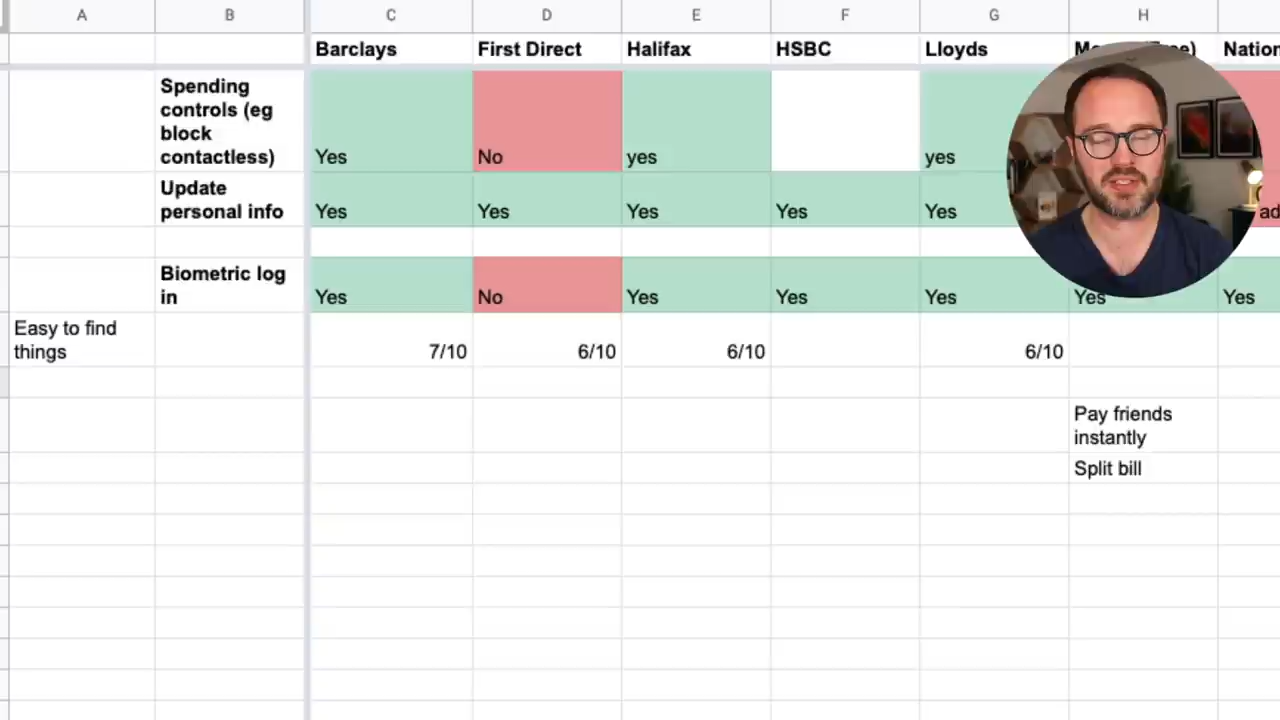 A B C D E F G H
Barclays First Direct Halifax HSBC Lloyds
Spending
controls (eg
block
contactless)
Yes No yes yes
Update
personal info
Yes Yes Yes Yes Yes
Biometric log
in
Yes No Yes Yes Yes Yes Yes
Easy to find
things
7/10 6/10 6/10 6/10
Pay friends
instantly
Split bill